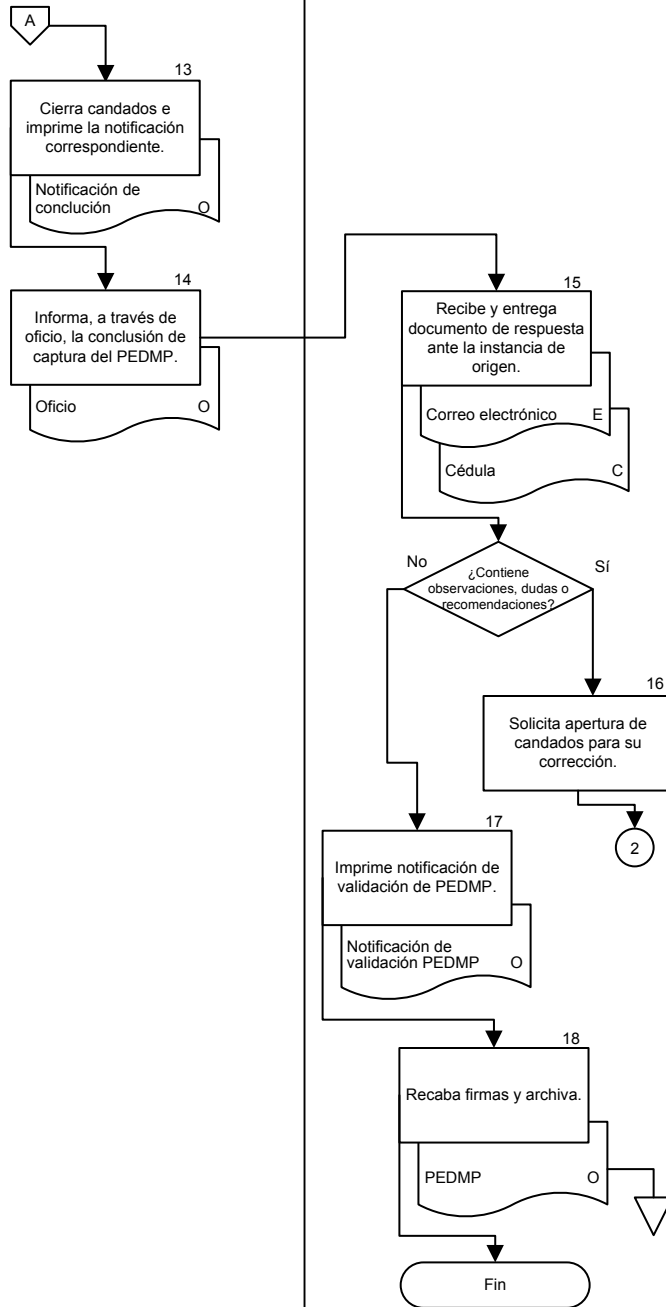 A
13
Cierra candados e
imprime la notificación
correspondiente.
Notificación de
conclución
O
14
Informa, a través de
oficio, la conclusión de
captura del PEDMP.
Oficio
O
15
Recibe y entrega
documento de respuesta
ante la instancia de
origen.
Correo electrónico
E
Cédula
C
No
¿Contiene
observaciones, dudas o
recomendaciones?
Sí
16
Solicita apertura de
candados para su
corrección.
2
17
Imprime notificación de
validación de PEDMP.
Notificación de
validación PEDMP
O
18
Recaba firmas y archiva.
PEDMP
O
Fin